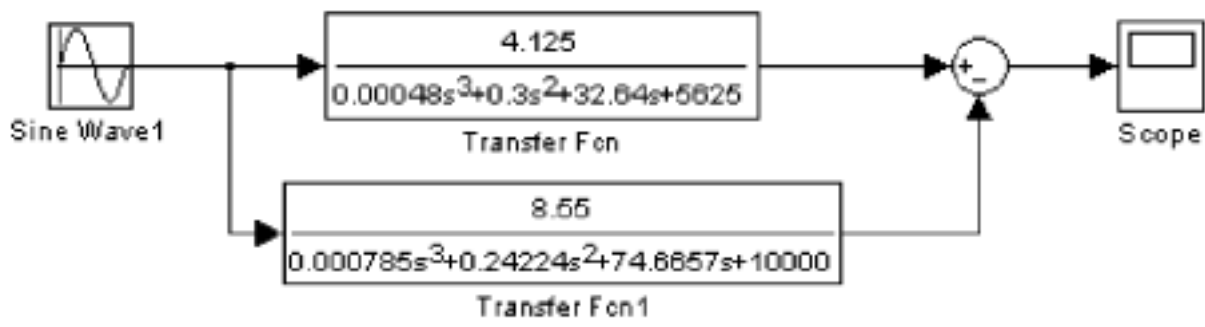 4.125
0.00048s³+0.3s²+32.64s+5625
Sine Wave1
Transfer Fcn
+
−
Scope
8.55
0.000785s³+0.24224s²+74.6657s+10000
Transfer Fcn1